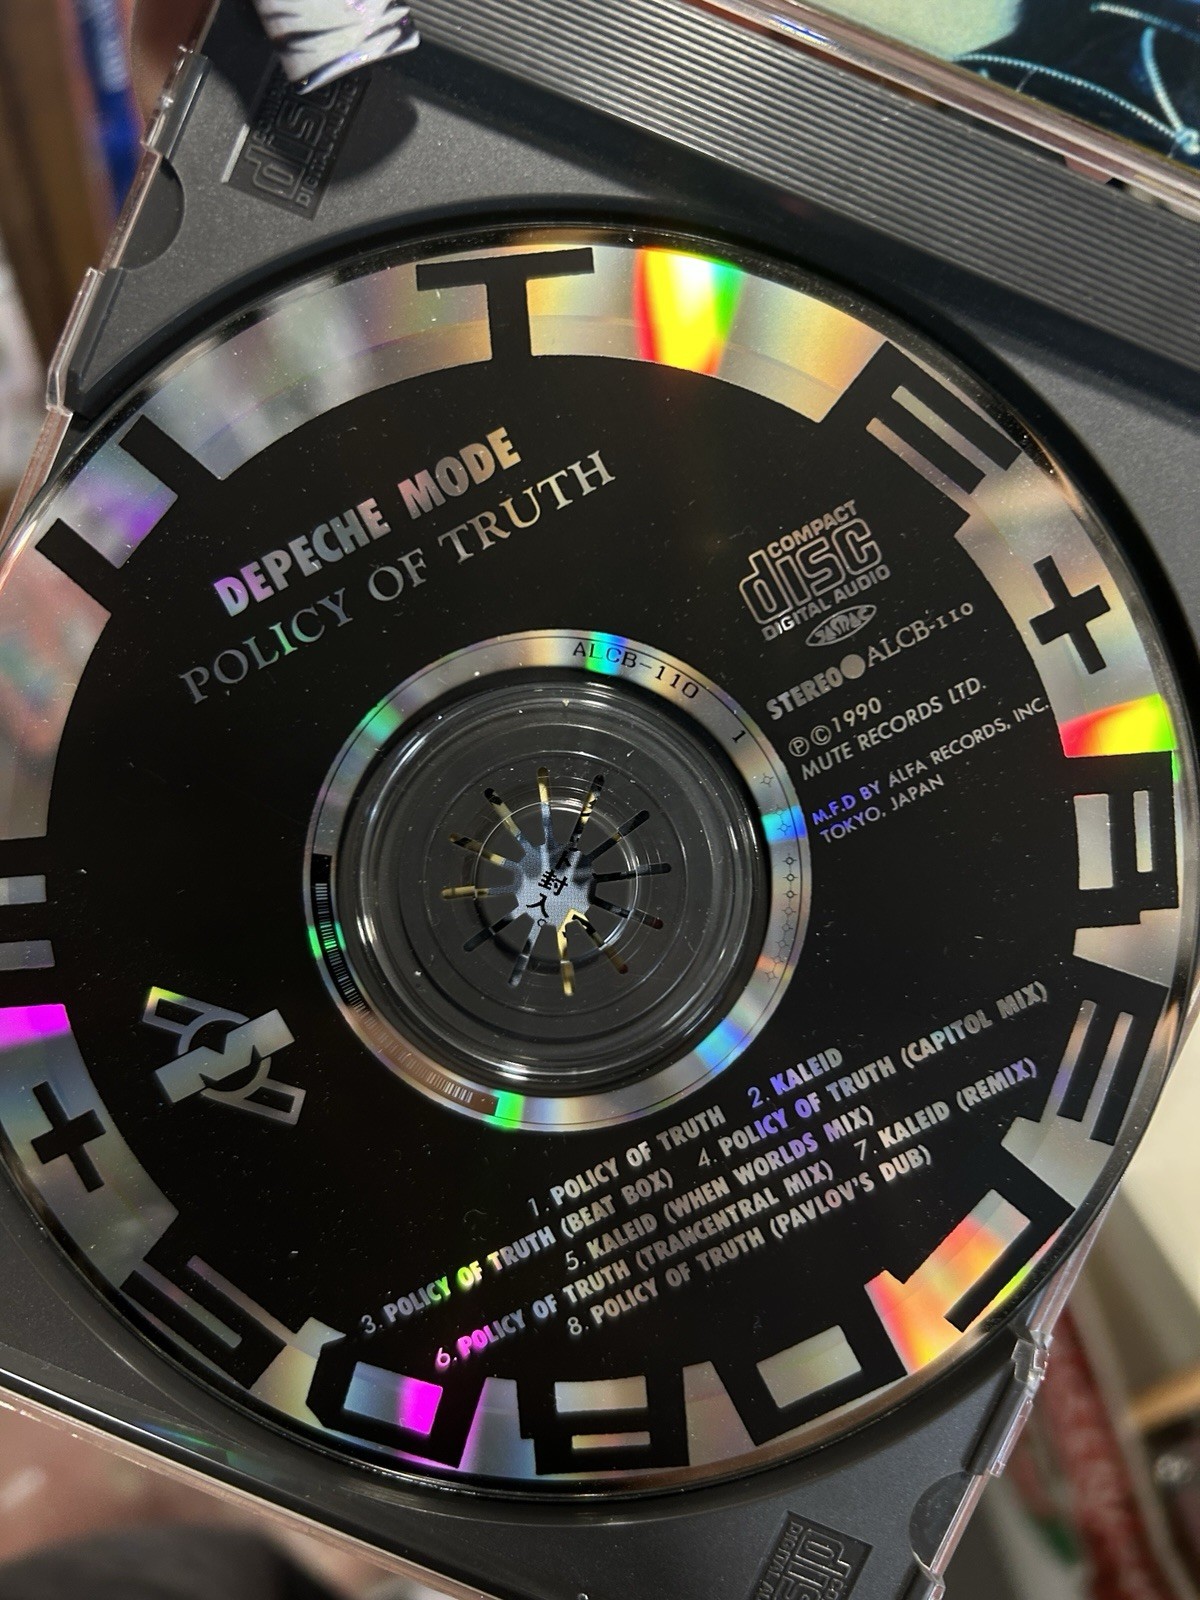 DEPECHE MODE
POLICY OF TRUTH
COMPACT
disc
DIGITAL AUDIO
JASRAC
STEREO●ALCB-110
Ⓟ©1990
MUTE RECORDS LTD.
M.F.D BY ALFA RECORDS, INC.
TOKYO, JAPAN
ALCB-110 1
封
入。
1. POLICY OF TRUTH 2. KALEID
3. POLICY OF TRUTH (BEAT BOX) 4. POLICY OF TRUTH (CAPITOL MIX)
5. KALEID (WHEN WORLDS MIX)
6. POLICY OF TRUTH (TRANCENTRAL MIX) 7. KALEID (REMIX)
8. POLICY OF TRUTH (PAVLOV'S DUB)
disc
DIGITAL AUDIO